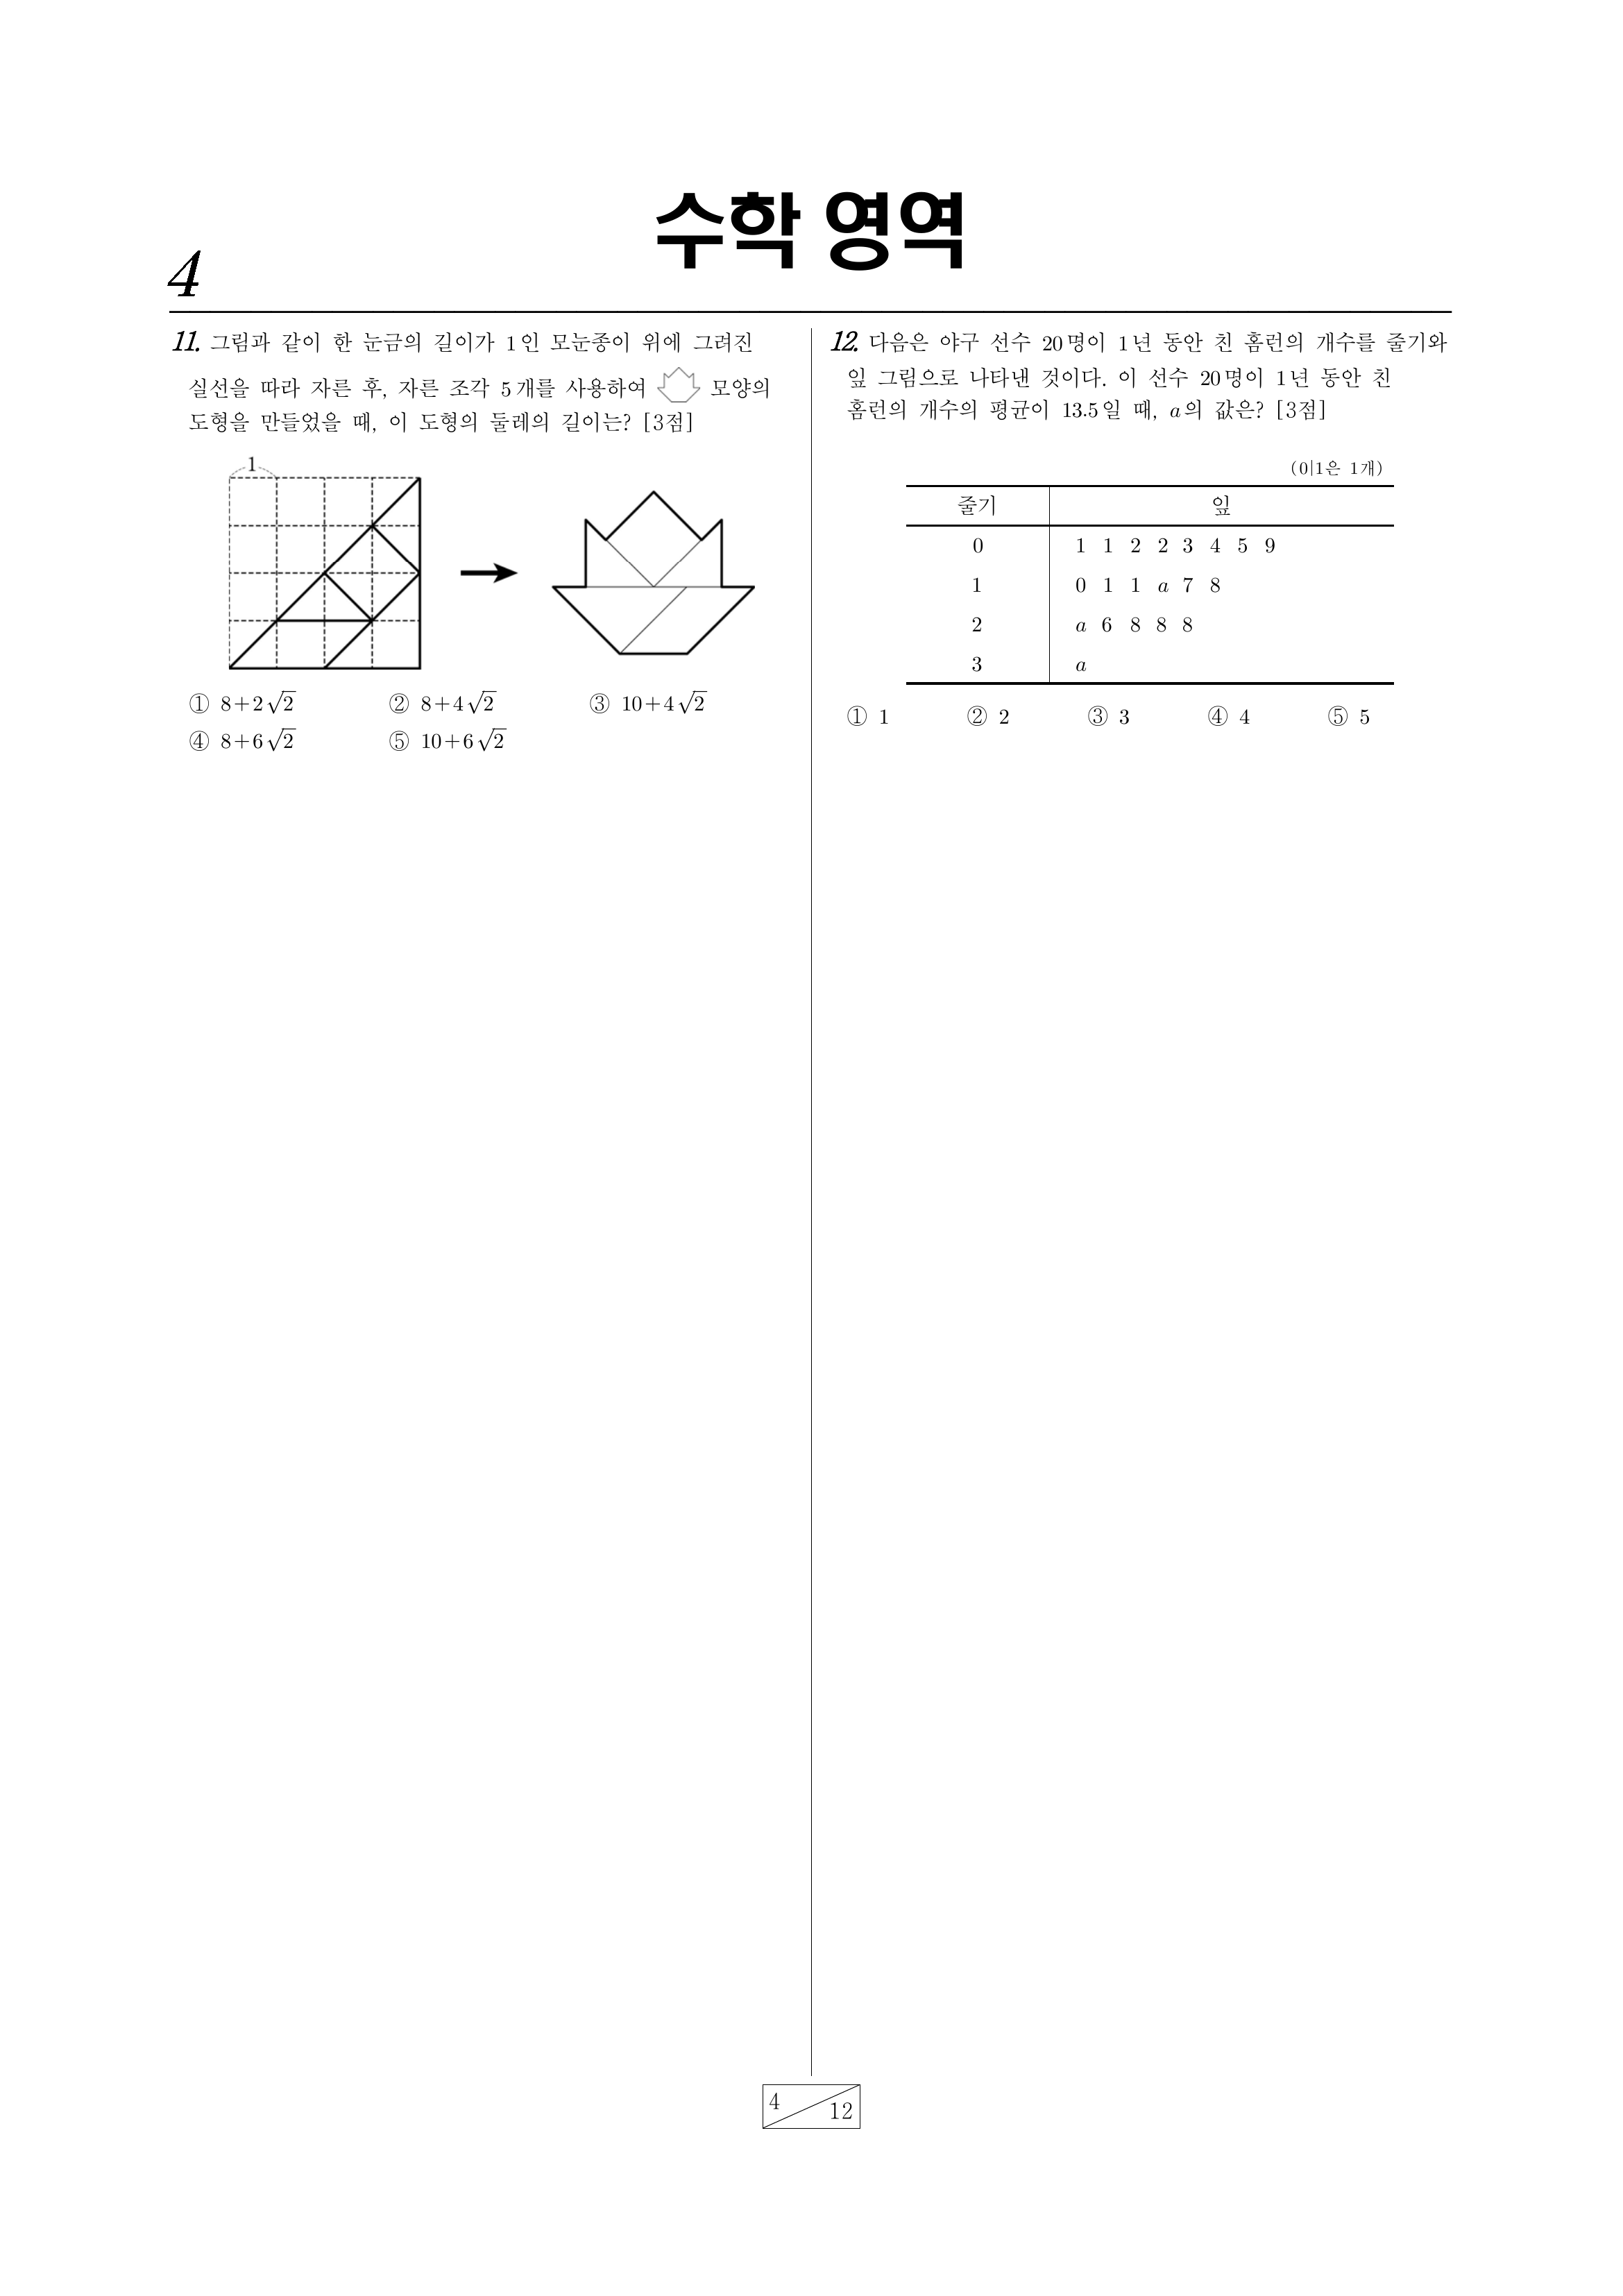 수학 영역
4
11. 그림과 같이 한 눈금의 길이가 1인 모눈종이 위에 그려진
실선을 따라 자른 후, 자른 조각 5개를 사용하여 모양의
도형을 만들었을 때, 이 도형의 둘레의 길이는? [3점]
1
① 8+2√2 ② 8+4√2 ③ 10+4√2
④ 8+6√2 ⑤ 10+6√2
12. 다음은 야구 선수 20명이 1년 동안 친 홈런의 개수를 줄기와
잎 그림으로 나타낸 것이다. 이 선수 20명이 1년 동안 친
홈런의 개수의 평균이 13.5일 때, a의 값은? [3점]
(0|1은 1개)
줄기 잎
0 1 1 2 2 3 4 5 9
1 0 1 1 a 7 8
2 a 6 8 8 8
3 a
① 1 ② 2 ③ 3 ④ 4 ⑤ 5
4 12